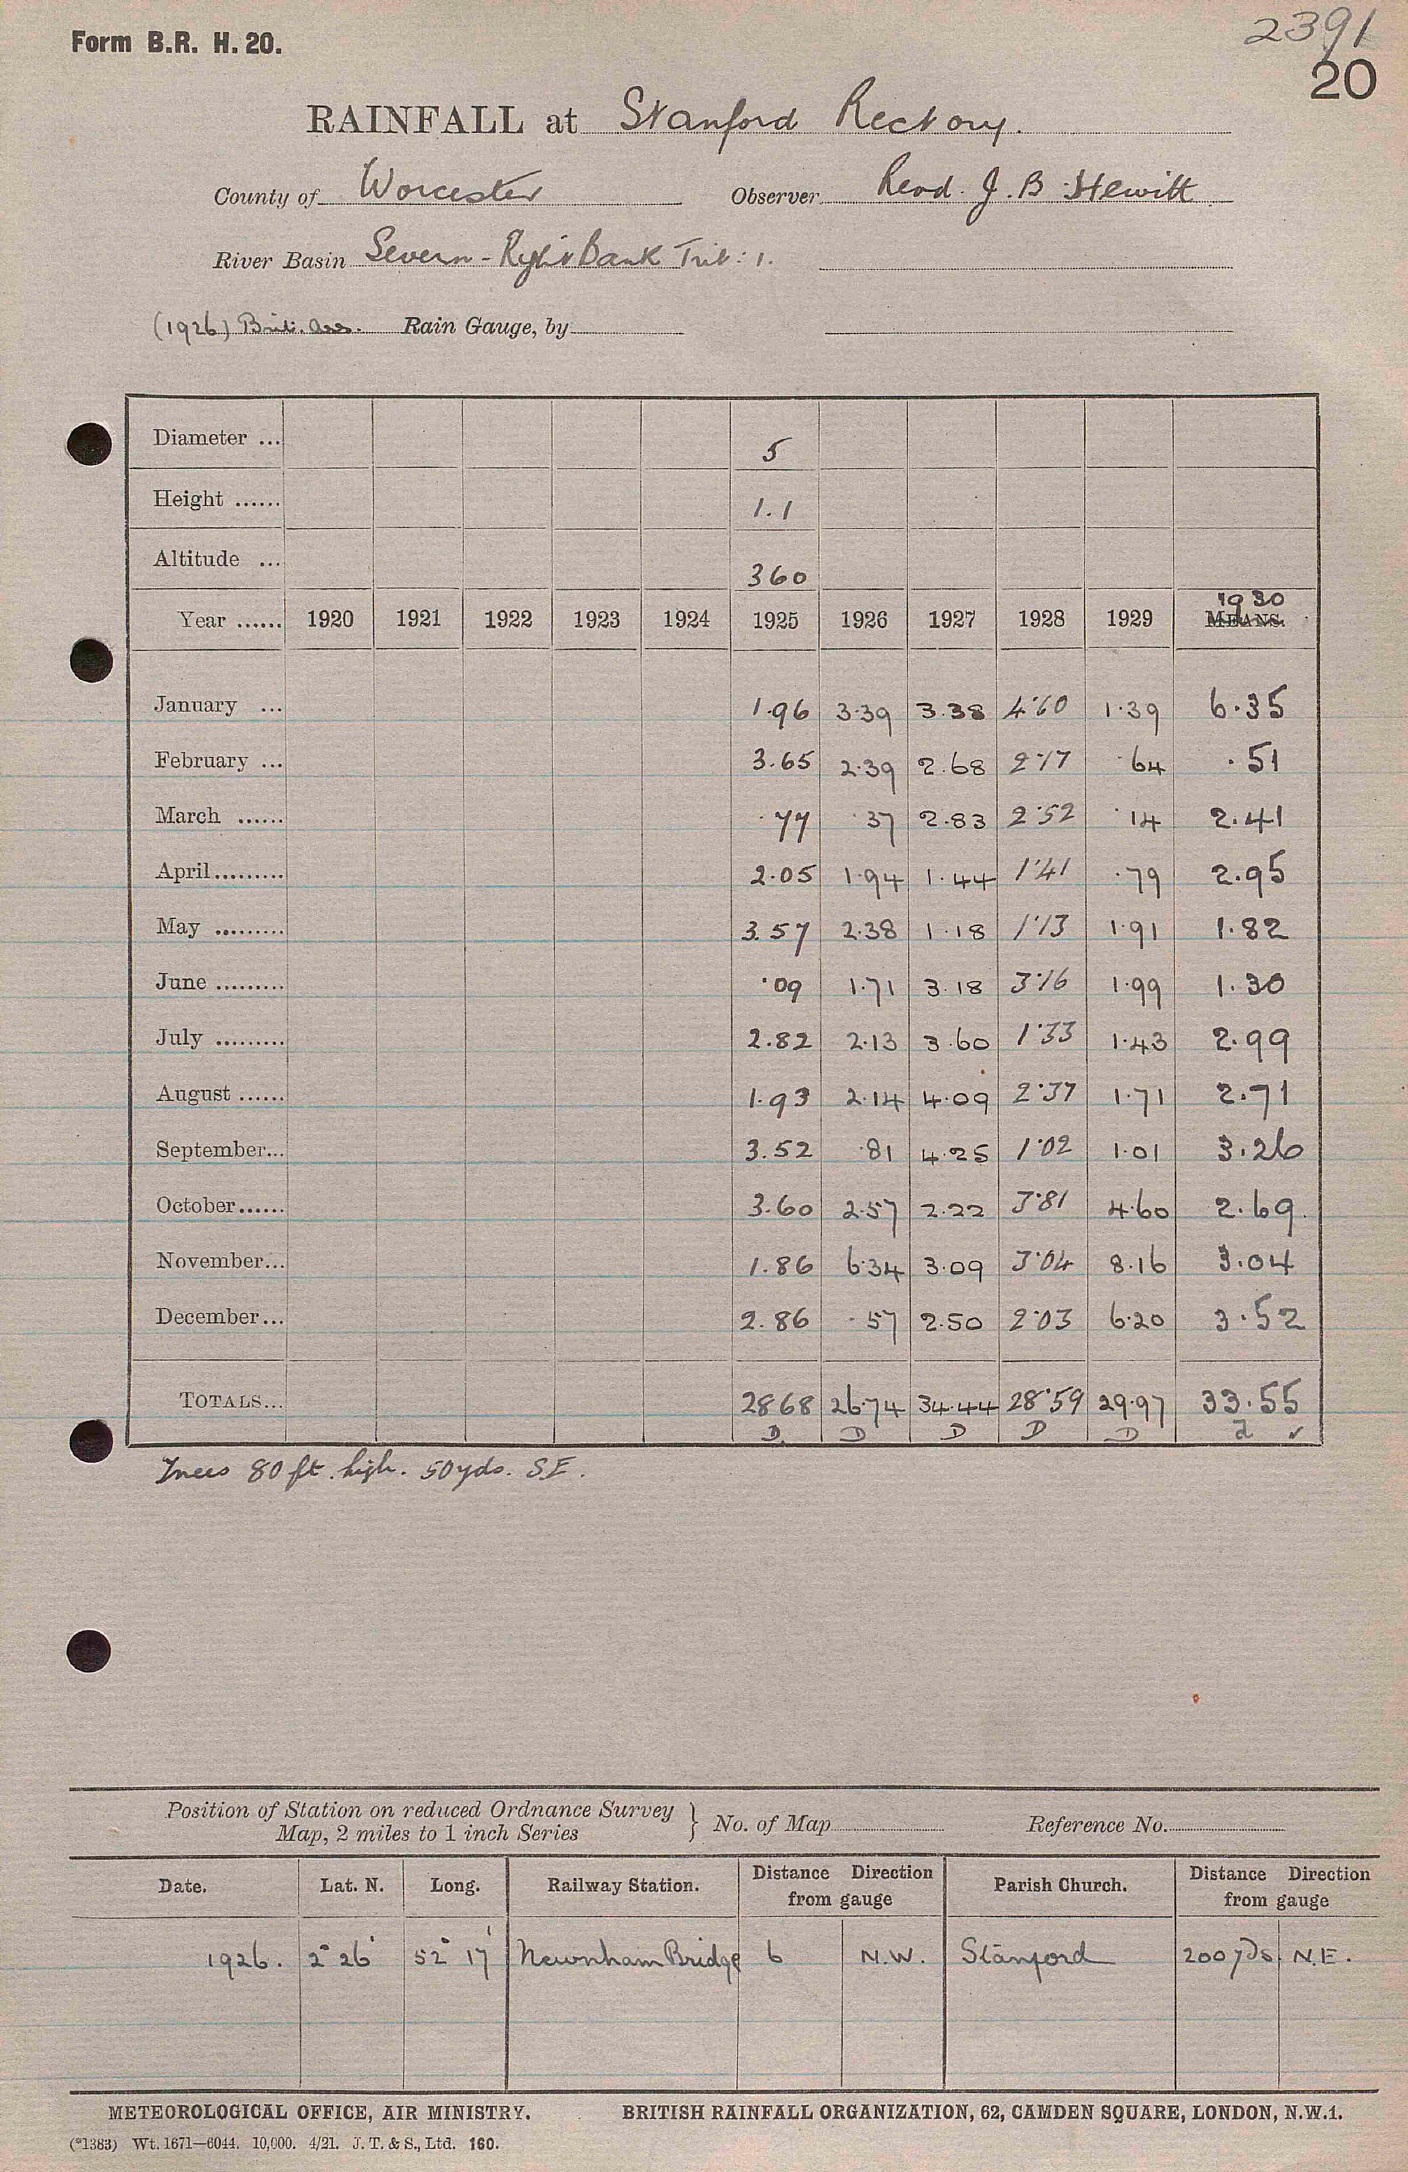 2391
Form B.R. H. 20.
20
RAINFALL at Stanford Rectory.
County of Worcester Observer Revd. J. B Hewitt
River Basin Severn - Right Bank Trib: 1.
(1926) Brit. Ass. Rain Gauge, by
Diameter ... 5
Height ...... 1.1
Altitude ... 360
1930
Year ...... 1920 1921 1922 1923 1924 1925 1926 1927 1928 1929 MEANS.
January ... 1.96 3.39 3.38 4.60 1.39 6.35
February ... 3.65 2.39 2.68 2.17 .64 .51
March ...... .77 .37 2.83 2.52 .14 2.41
April......... 2.05 1.94 1.44 1.41 .79 2.95
May ......... 3.57 2.38 1.18 1.13 1.91 1.82
June ......... .09 1.71 3.18 3.16 1.99 1.30
July ......... 2.82 2.13 3.60 1.33 1.43 2.99
August ...... 1.93 2.14 4.09 2.37 1.71 2.71
September... 3.52 .81 4.25 1.02 1.01 3.26
October...... 3.60 2.57 2.22 3.81 4.60 2.69
November... 1.86 6.34 3.09 3.04 8.16 3.04
December... 2.86 .57 2.50 2.03 6.20 3.52
TOTALS... 28.68 26.74 34.44 28.59 29.97 33.55
D D D D D
Trees 80 ft. high. 50 yds. S.E.
Position of Station on reduced Ordnance Survey
Map, 2 miles to 1 inch Series } No. of Map Reference No.
Date. Lat. N. Long. Railway Station. Distance Direction from gauge Parish Church. Distance Direction from gauge
1926. 2° 26' 52° 17' Newnham Bridge 6 N.W. Stanford 200 yds. N.E.
METEOROLOGICAL OFFICE, AIR MINISTRY. BRITISH RAINFALL ORGANIZATION, 62, CAMDEN SQUARE, LONDON, N.W.1.
(*1383) Wt. 1671—6044. 10,000. 4/21. J. T. & S., Ltd. 160.